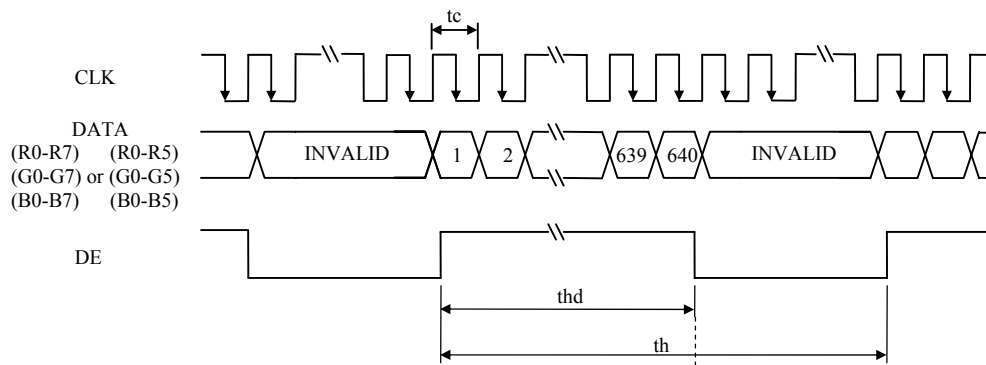 tc
CLK
DATA
(R0-R7) (R0-R5)
(G0-G7) or (G0-G5)
(B0-B7) (B0-B5)
INVALID 1 2 639 640 INVALID
DE
thd
th